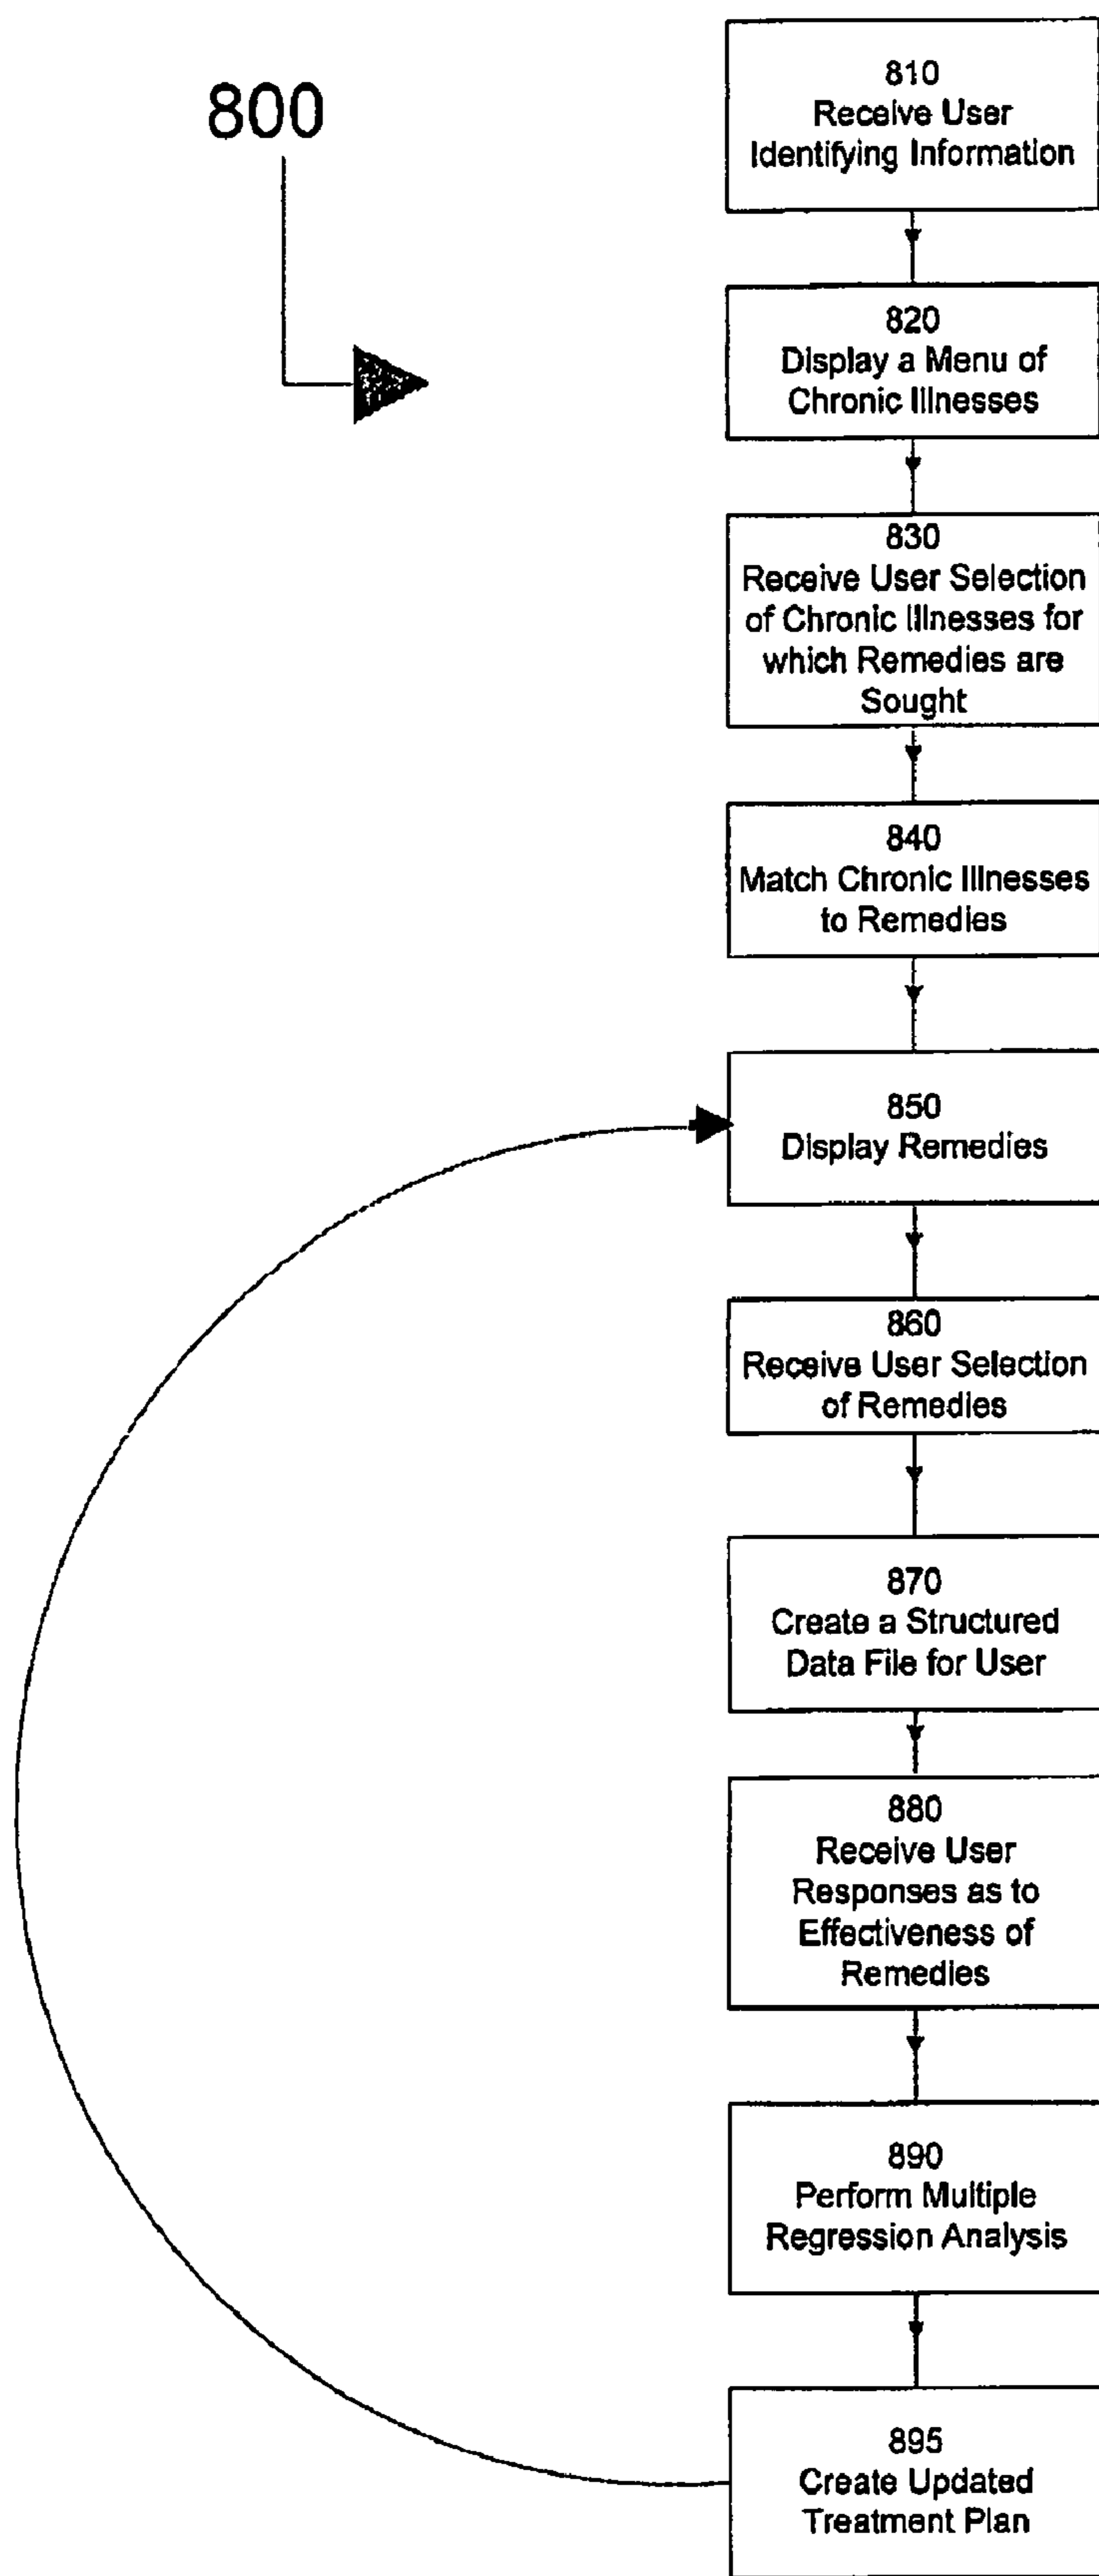 800
810
Receive User
Identifying Information
820
Display a Menu of
Chronic Illnesses
830
Receive User Selection
of Chronic Illnesses for
which Remedies are
Sought
840
Match Chronic Illnesses
to Remedies
850
Display Remedies
860
Receive User Selection
of Remedies
870
Create a Structured
Data File for User
880
Receive User
Responses as to
Effectiveness of
Remedies
890
Perform Multiple
Regression Analysis
895
Create Updated
Treatment Plan